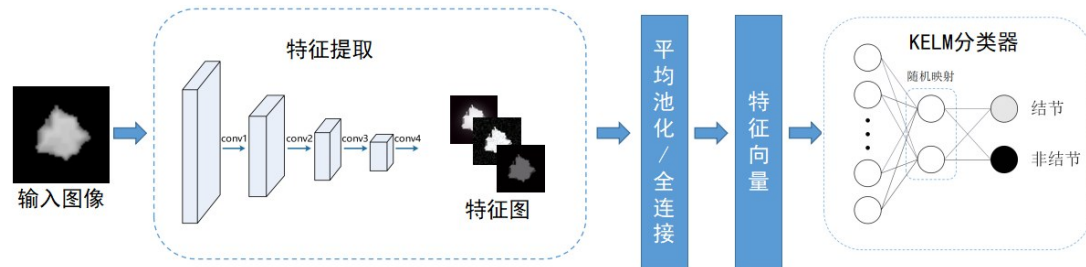 输入图像
特征提取
conv1
conv2
conv3
conv4
特征图
平均池化/全连接
特征向量
KELM分类器
随机映射
结节
非结节